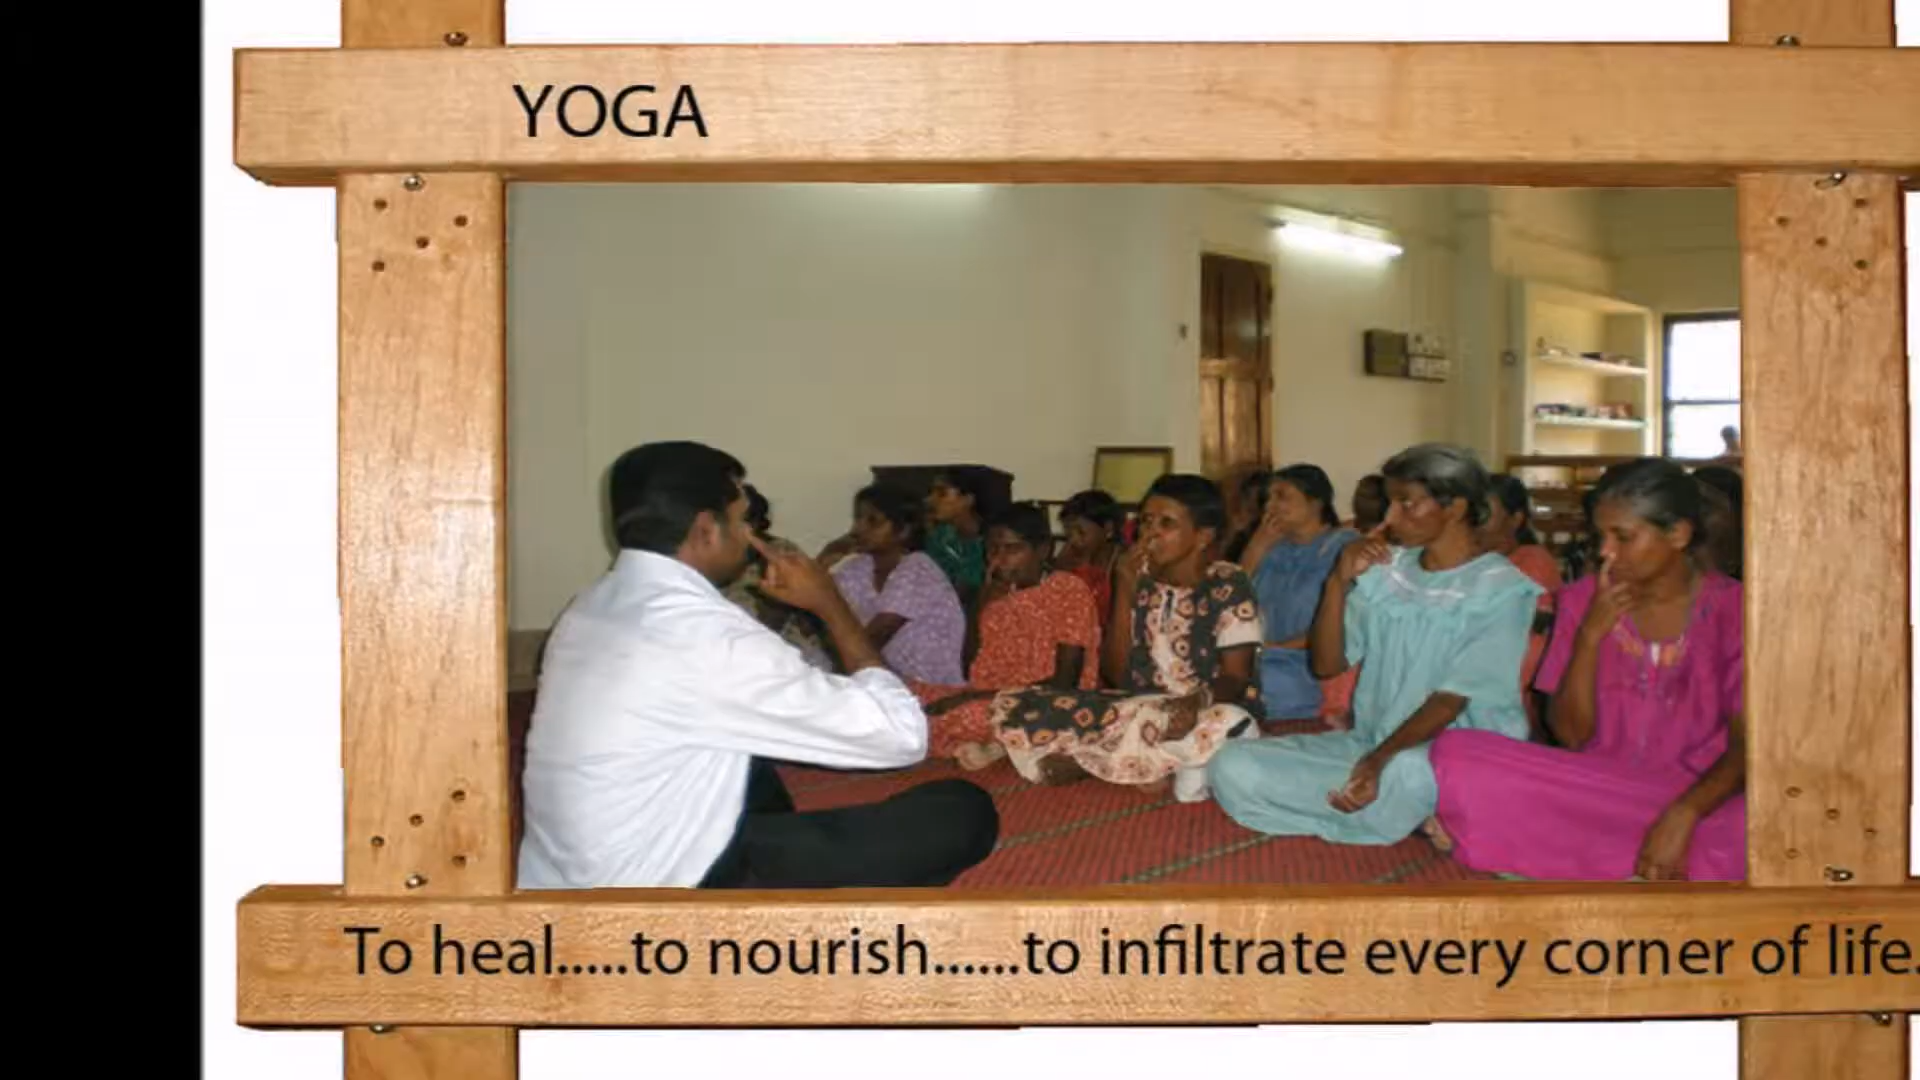 YOGA
To heal.....to nourish......to infiltrate every corner of life.